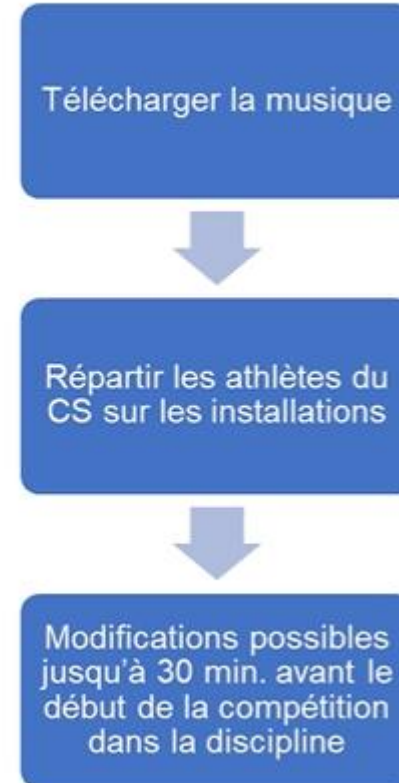 Télécharger la musique
Répartir les athlètes du
CS sur les installations
Modifications possibles
jusqu'à 30 min. avant le
début de la compétition
dans la discipline